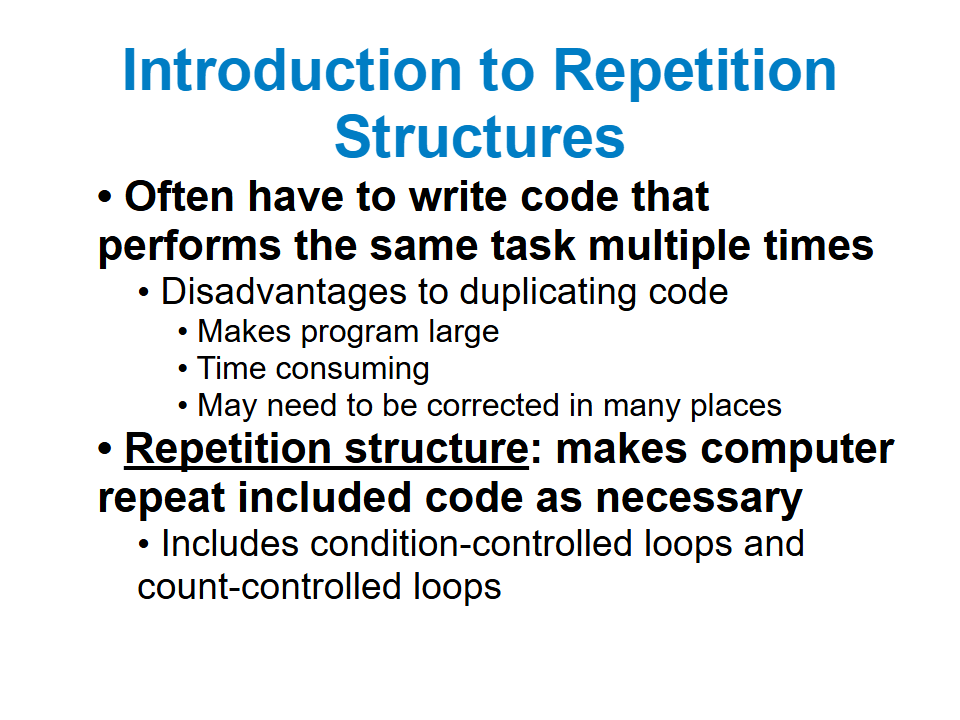 Introduction to Repetition
Structures
• Often have to write code that
performs the same task multiple times
• Disadvantages to duplicating code
• Makes program large
• Time consuming
• May need to be corrected in many places
• Repetition structure: makes computer
repeat included code as necessary
• Includes condition-controlled loops and
count-controlled loops